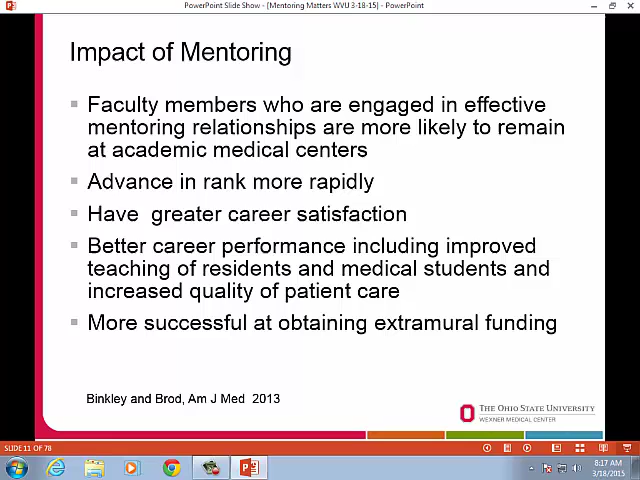 PowerPoint Slide Show - [Mentoring Matters WVU 3-18-15] - PowerPoint
Impact of Mentoring
Faculty members who are engaged in effective
mentoring relationships are more likely to remain
at academic medical centers
Advance in rank more rapidly
Have greater career satisfaction
Better career performance including improved
teaching of residents and medical students and
increased quality of patient care
More successful at obtaining extramural funding
Binkley and Brod, Am J Med 2013
THE OHIO STATE UNIVERSITY
WEXNER MEDICAL CENTER
SLIDE 11 OF 78
8:17 AM
3/18/2015